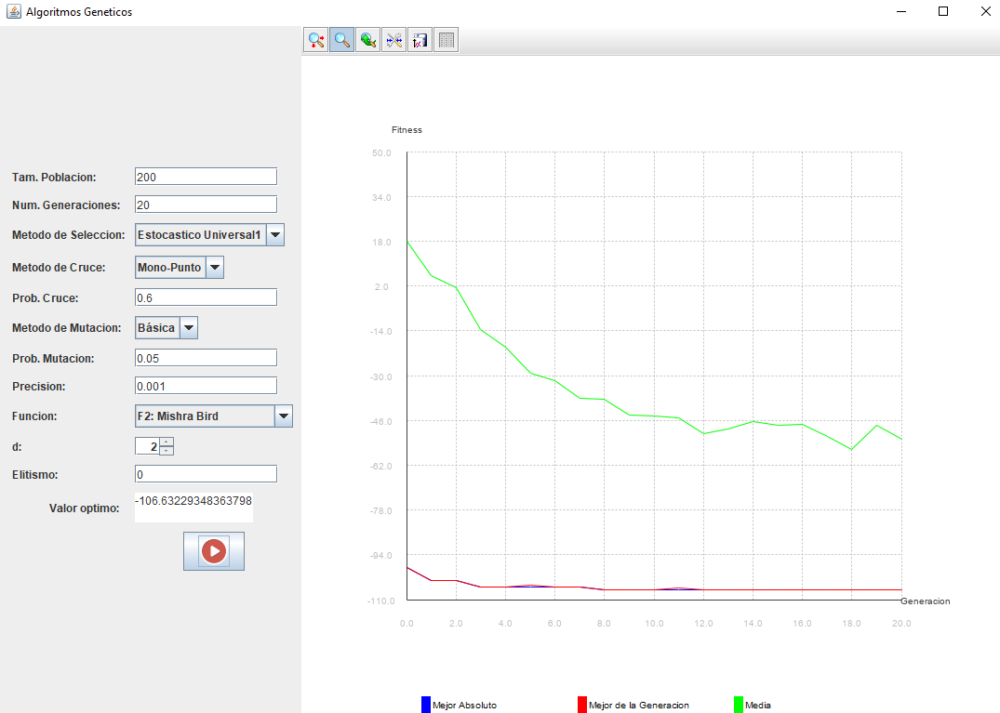 Algoritmos Geneticos
Tam. Poblacion: 200
Num. Generaciones: 20
Metodo de Seleccion: Estocastico Universal1
Metodo de Cruce: Mono-Punto
Prob. Cruce: 0.6
Metodo de Mutacion: Básica
Prob. Mutacion: 0.05
Precision: 0.001
Funcion: F2: Mishra Bird
d: 2
Elitismo: 0
Valor optimo: -106.63229348363798
Fitness
50.0
34.0
18.0
2.0
-14.0
-30.0
-46.0
-62.0
-78.0
-94.0
-110.0
Generacion
0.0 2.0 4.0 6.0 8.0 10.0 12.0 14.0 16.0 18.0 20.0
Mejor Absoluto Mejor de la Generacion Media